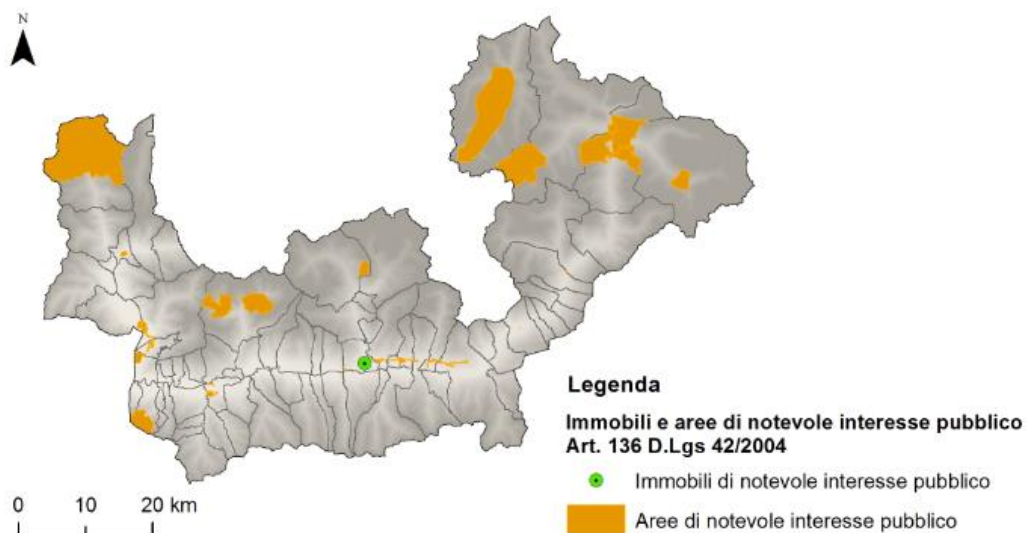 N
Legenda
Immobili e aree di notevole interesse pubblico
Art. 136 D.Lgs 42/2004
Immobili di notevole interesse pubblico
Aree di notevole interesse pubblico
0 10 20 km